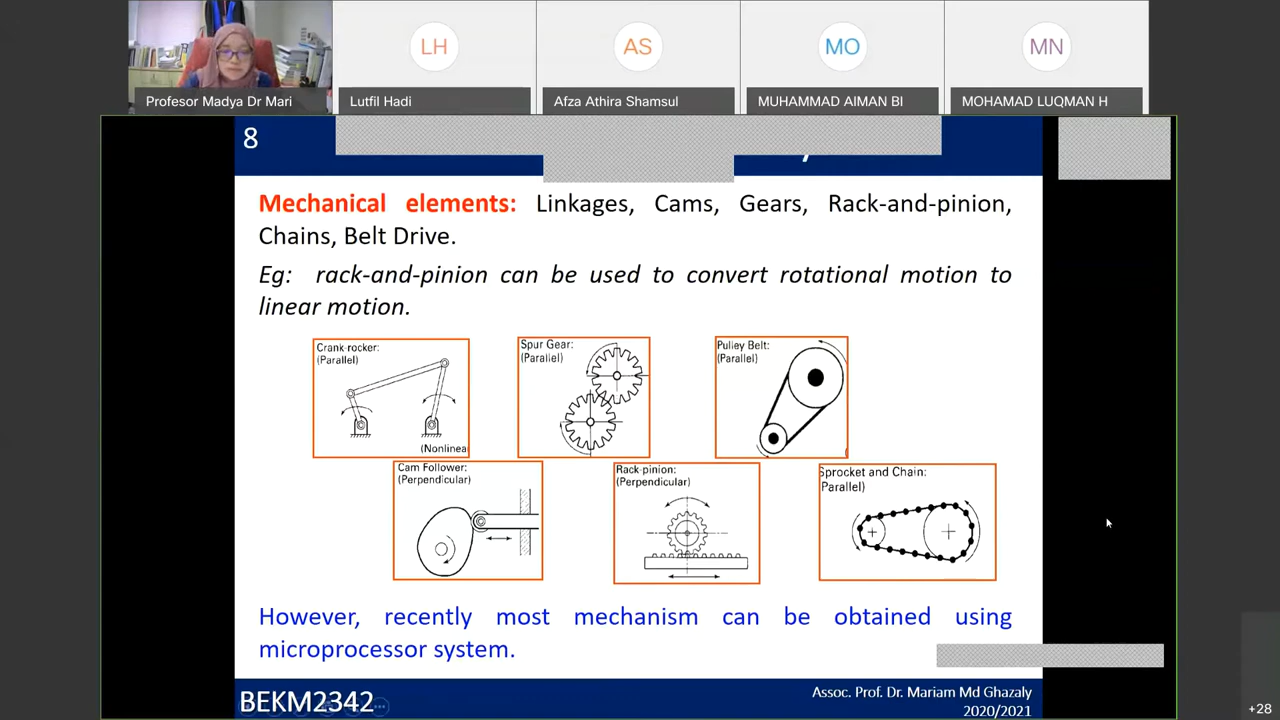 LH
AS
MO
MN
Profesor Madya Dr Mari
Lutfil Hadi
Afza Athira Shamsul
MUHAMMAD AIMAN BI
MOHAMAD LUQMAN H
8
Mechanical elements: Linkages, Cams, Gears, Rack-and-pinion,
Chains, Belt Drive.
Eg: rack-and-pinion can be used to convert rotational motion to
linear motion.
Crank-rocker:
(Parallel)
(Nonlinea
Spur Gear:
(Parallel)
Pulley Belt:
(Parallel)
Cam Follower:
(Perpendicular)
Rack-pinion:
(Perpendicular)
Sprocket and Chain:
Parallel)
However, recently most mechanism can be obtained using
microprocessor system.
BEKM2342
Assoc. Prof. Dr. Mariam Md Ghazaly
2020/2021
+28